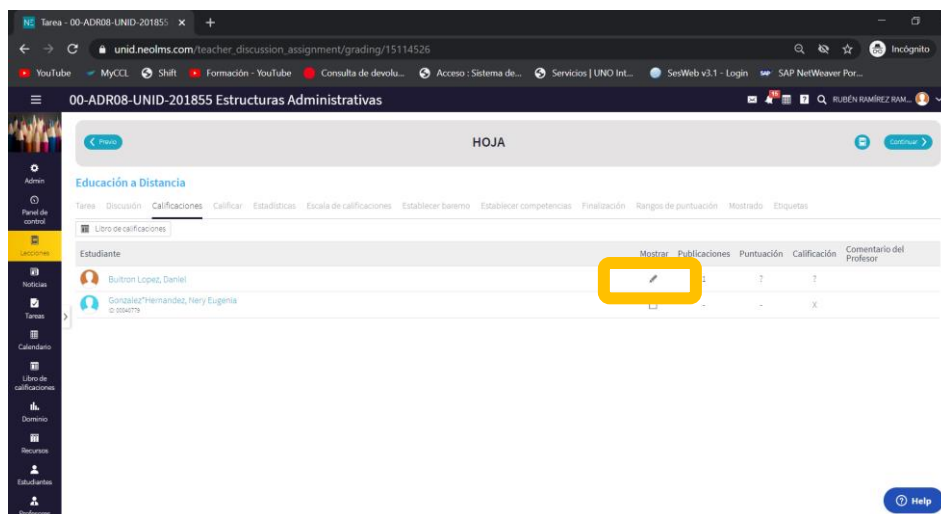 Tarea - 00-ADR08-UNID-201855
unid.neolms.com/teacher_discussion_assignment/grading/15114526
Incógnito
YouTube MyCCL Shift Formación - YouTube Consulta de devolu... Acceso : Sistema de... Servicios | UNO Int... SesWeb v3.1 - Login SAP NetWeaver Por...
00-ADR08-UNID-201855 Estructuras Administrativas
RUBÉN RAMÍREZ RAM...
Previo
HOJA
Continuar
Admin
Panel de control
Lecciones
Noticias
Tareas
Calendario
Libro de calificaciones
Dominio
Recursos
Estudiantes
Profesores
Educación a Distancia
Tarea Discusión Calificaciones Calificar Estadísticas Escala de calificaciones Establecer baremo Establecer competencias Finalización Rangos de puntuación Mostrado Etiquetas
Libro de calificaciones
Estudiante Mostrar Publicaciones Puntuación Calificación Comentario del Profesor
Buitron Lopez, Daniel 1 ? ?
Gonzalez*Hernandez, Nery Eugenia - - X
Help